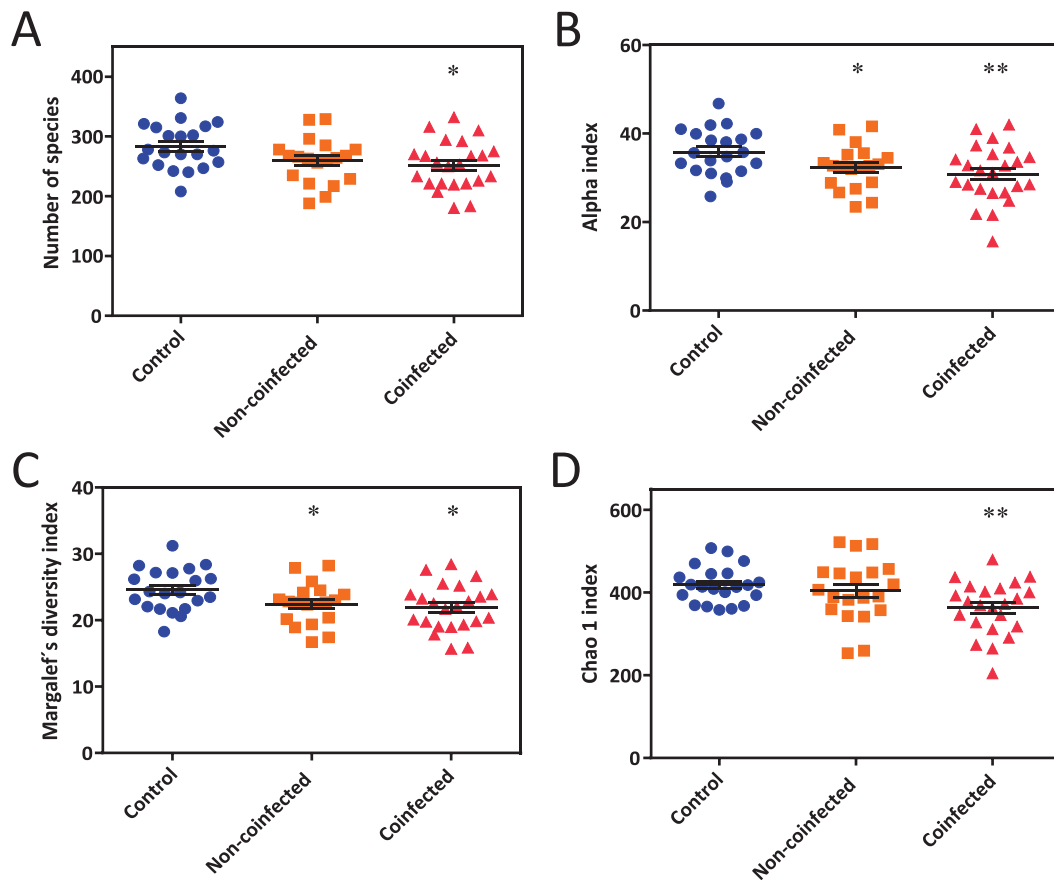 A
Number of species
400
300
200
100
0
*
Control
Non-coinfected
Coinfected
B
Alpha index
60
40
20
0
*
**
Control
Non-coinfected
Coinfected
C
Margalef´s diversity index
40
30
20
10
0
*
*
Control
Non-coinfected
Coinfected
D
Chao 1 index
600
400
200
0
**
Control
Non-coinfected
Coinfected